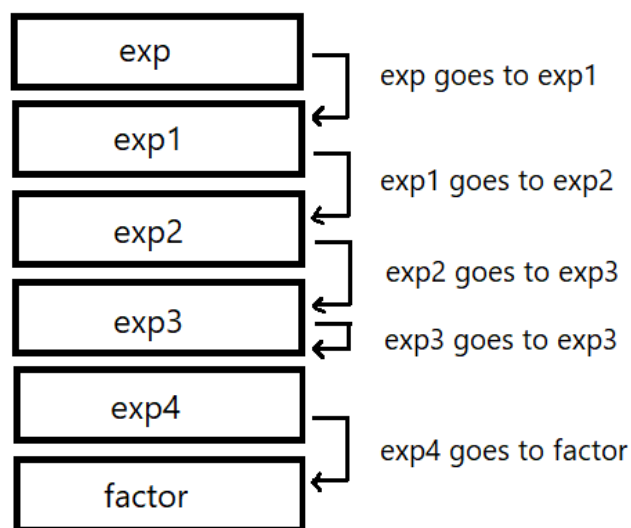 exp
exp goes to exp1
exp1
exp1 goes to exp2
exp2
exp2 goes to exp3
exp3
exp3 goes to exp3
exp4
exp4 goes to factor
factor